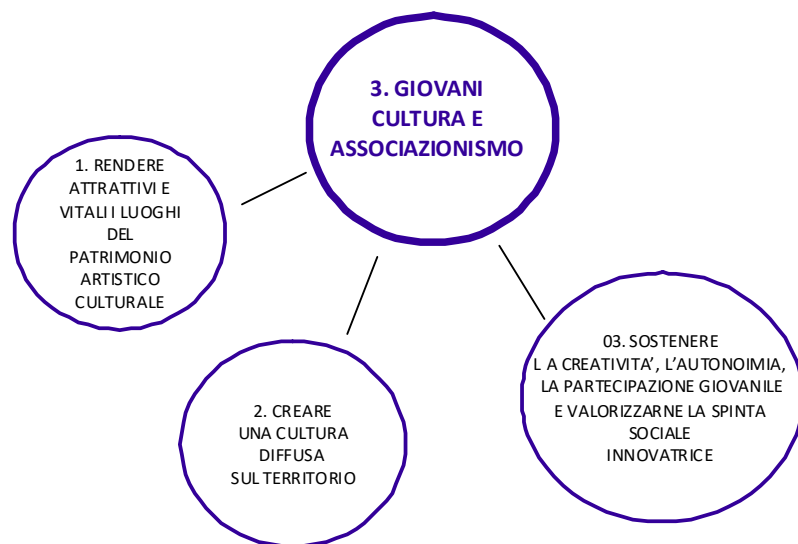 3. GIOVANI
CULTURA E
ASSOCIAZIONISMO
1. RENDERE
ATTRATTIVI E
VITALI I LUOGHI
DEL
PATRIMONIO
ARTISTICO
CULTURALE
2. CREARE
UNA CULTURA
DIFFUSA
SUL TERRITORIO
03. SOSTENERE
L A CREATIVITA’, L’AUTONOIMIA,
LA PARTECIPAZIONE GIOVANILE
E VALORIZZARNE LA SPINTA
SOCIALE
INNOVATRICE